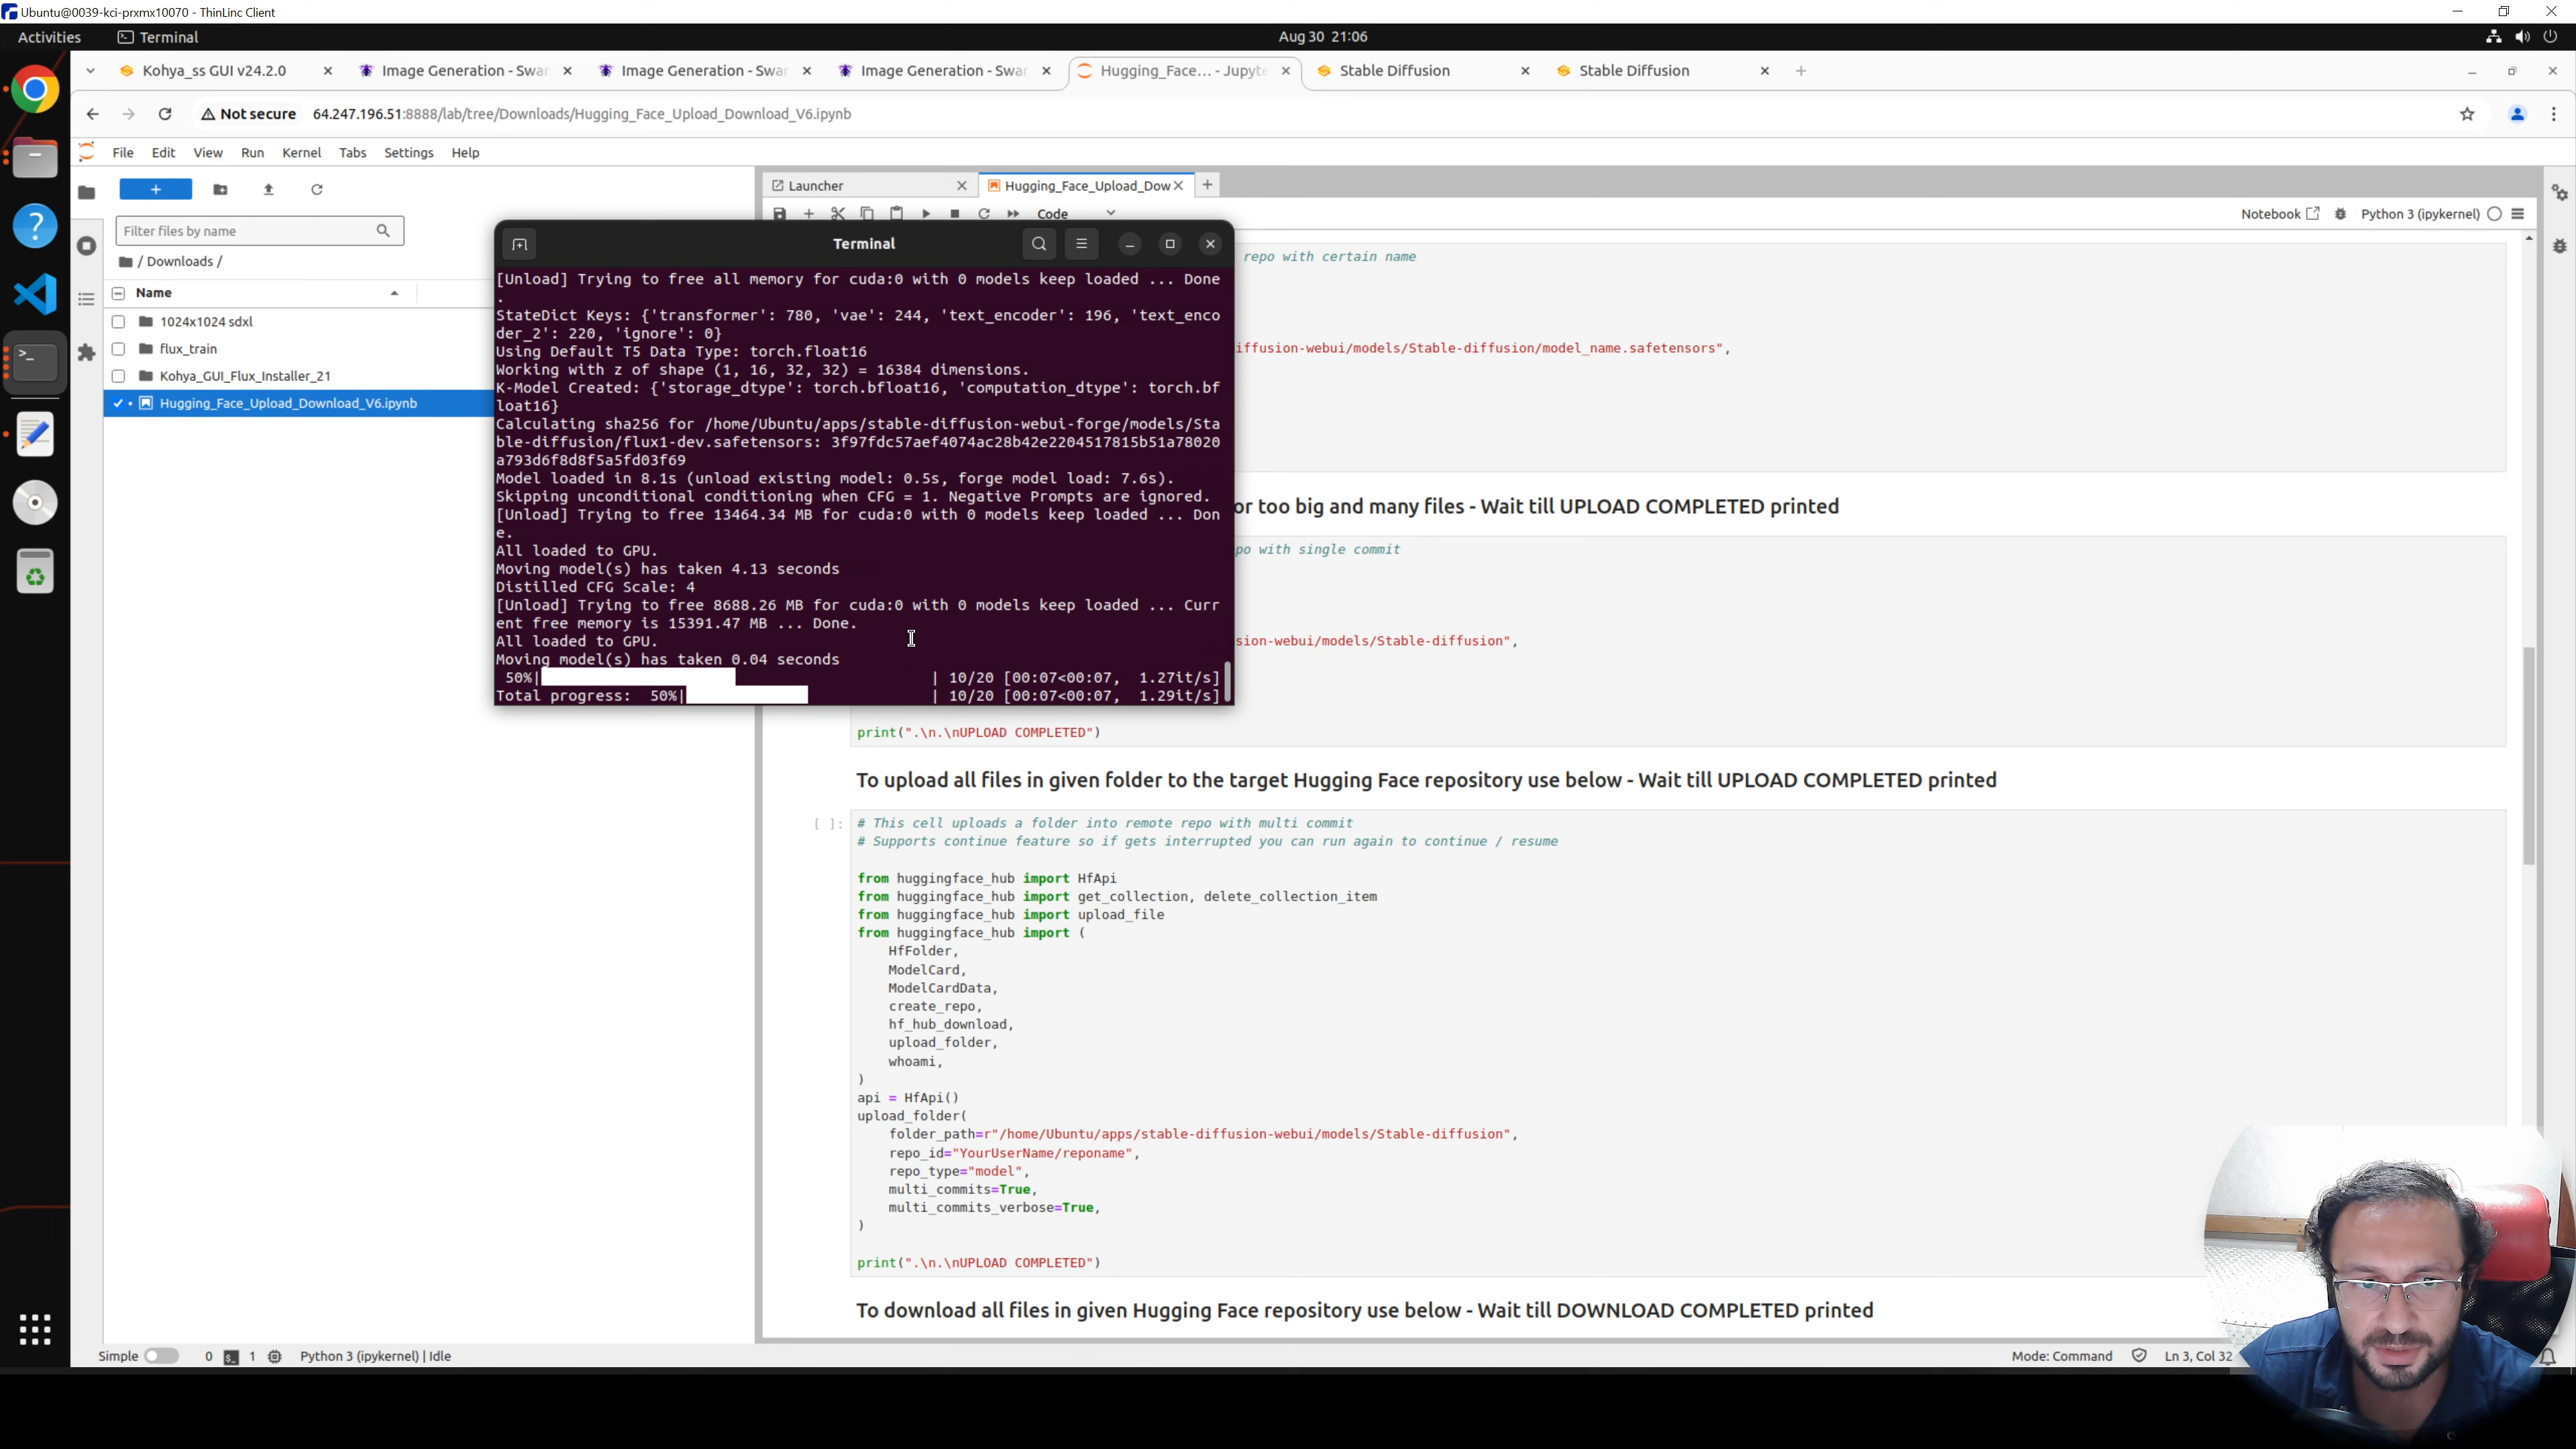 Ubuntu@0039-kci-prxmx10070 - ThinLinc Client
Activities
Terminal
Aug 30 21:06
Kohya_ss GUI v24.2.0
Image Generation - Swar
Image Generation - Swar
Image Generation - Swar
Hugging_Face... - Jupyte
Stable Diffusion
Stable Diffusion
Not secure
64.247.196.51:8888/lab/tree/Downloads/Hugging_Face_Upload_Download_V6.ipynb
File Edit View Run Kernel Tabs Settings Help
Launcher
Hugging_Face_Upload_Dow
Code
Notebook
Python 3 (ipykernel)
Filter files by name
/ Downloads /
Name
1024x1024 sdxl
flux_train
Kohya_GUI_Flux_Installer_21
Hugging_Face_Upload_Download_V6.ipynb
Terminal
[Unload] Trying to free all memory for cuda:0 with 0 models keep loaded ... Done
.
StateDict Keys: {'transformer': 780, 'vae': 244, 'text_encoder': 196, 'text_enco
der_2': 220, 'ignore': 0}
Using Default T5 Data Type: torch.float16
Working with z of shape (1, 16, 32, 32) = 16384 dimensions.
K-Model Created: {'storage_dtype': torch.bfloat16, 'computation_dtype': torch.bf
loat16}
Calculating sha256 for /home/Ubuntu/apps/stable-diffusion-webui-forge/models/Sta
ble-diffusion/flux1-dev.safetensors: 3f97fdc57aef4074ac28b42e2204517815b51a78020
a793d6f8d8f5a5fd03f69
Model loaded in 8.1s (unload existing model: 0.5s, forge model load: 7.6s).
Skipping unconditional conditioning when CFG = 1. Negative Prompts are ignored.
[Unload] Trying to free 13464.34 MB for cuda:0 with 0 models keep loaded ... Don
e.
All loaded to GPU.
Moving model(s) has taken 4.13 seconds
Distilled CFG Scale: 4
[Unload] Trying to free 8688.26 MB for cuda:0 with 0 models keep loaded ... Curr
ent free memory is 15391.47 MB ... Done.
All loaded to GPU.
Moving model(s) has taken 0.04 seconds
50%| | 10/20 [00:07<00:07, 1.27it/s]
Total progress: 50%| | 10/20 [00:07<00:07, 1.29it/s]
repo with certain name
iffusion-webui/models/Stable-diffusion/model_name.safetensors",
or too big and many files - Wait till UPLOAD COMPLETED printed
po with single commit
sion-webui/models/Stable-diffusion",
print(".\n.\nUPLOAD COMPLETED")
To upload all files in given folder to the target Hugging Face repository use below - Wait till UPLOAD COMPLETED printed
[ ]:
# This cell uploads a folder into remote repo with multi commit
# Supports continue feature so if gets interrupted you can run again to continue / resume
from huggingface_hub import HfApi
from huggingface_hub import get_collection, delete_collection_item
from huggingface_hub import upload_file
from huggingface_hub import (
HfFolder,
ModelCard,
ModelCardData,
create_repo,
hf_hub_download,
upload_folder,
whoami,
)
api = HfApi()
upload_folder(
folder_path=r"/home/Ubuntu/apps/stable-diffusion-webui/models/Stable-diffusion",
repo_id="YourUserName/reponame",
repo_type="model",
multi_commits=True,
multi_commits_verbose=True,
)
print(".\n.\nUPLOAD COMPLETED")
To download all files in given Hugging Face repository use below - Wait till DOWNLOAD COMPLETED printed
Simple
0
1
Python 3 (ipykernel) | Idle
Mode: Command
Ln 3, Col 32